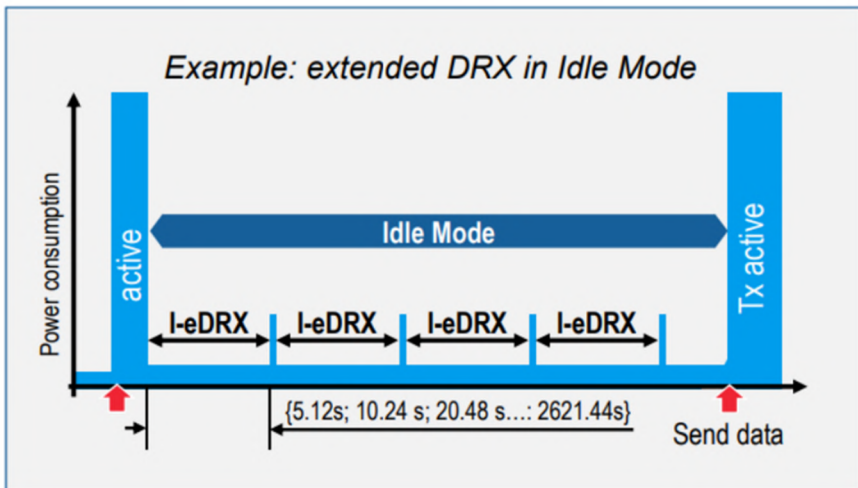 Example: extended DRX in Idle Mode
Power consumption
active
Idle Mode
Tx active
I-eDRX I-eDRX I-eDRX I-eDRX
{5.12s; 10.24 s; 20.48 s...: 2621.44s}
Send data